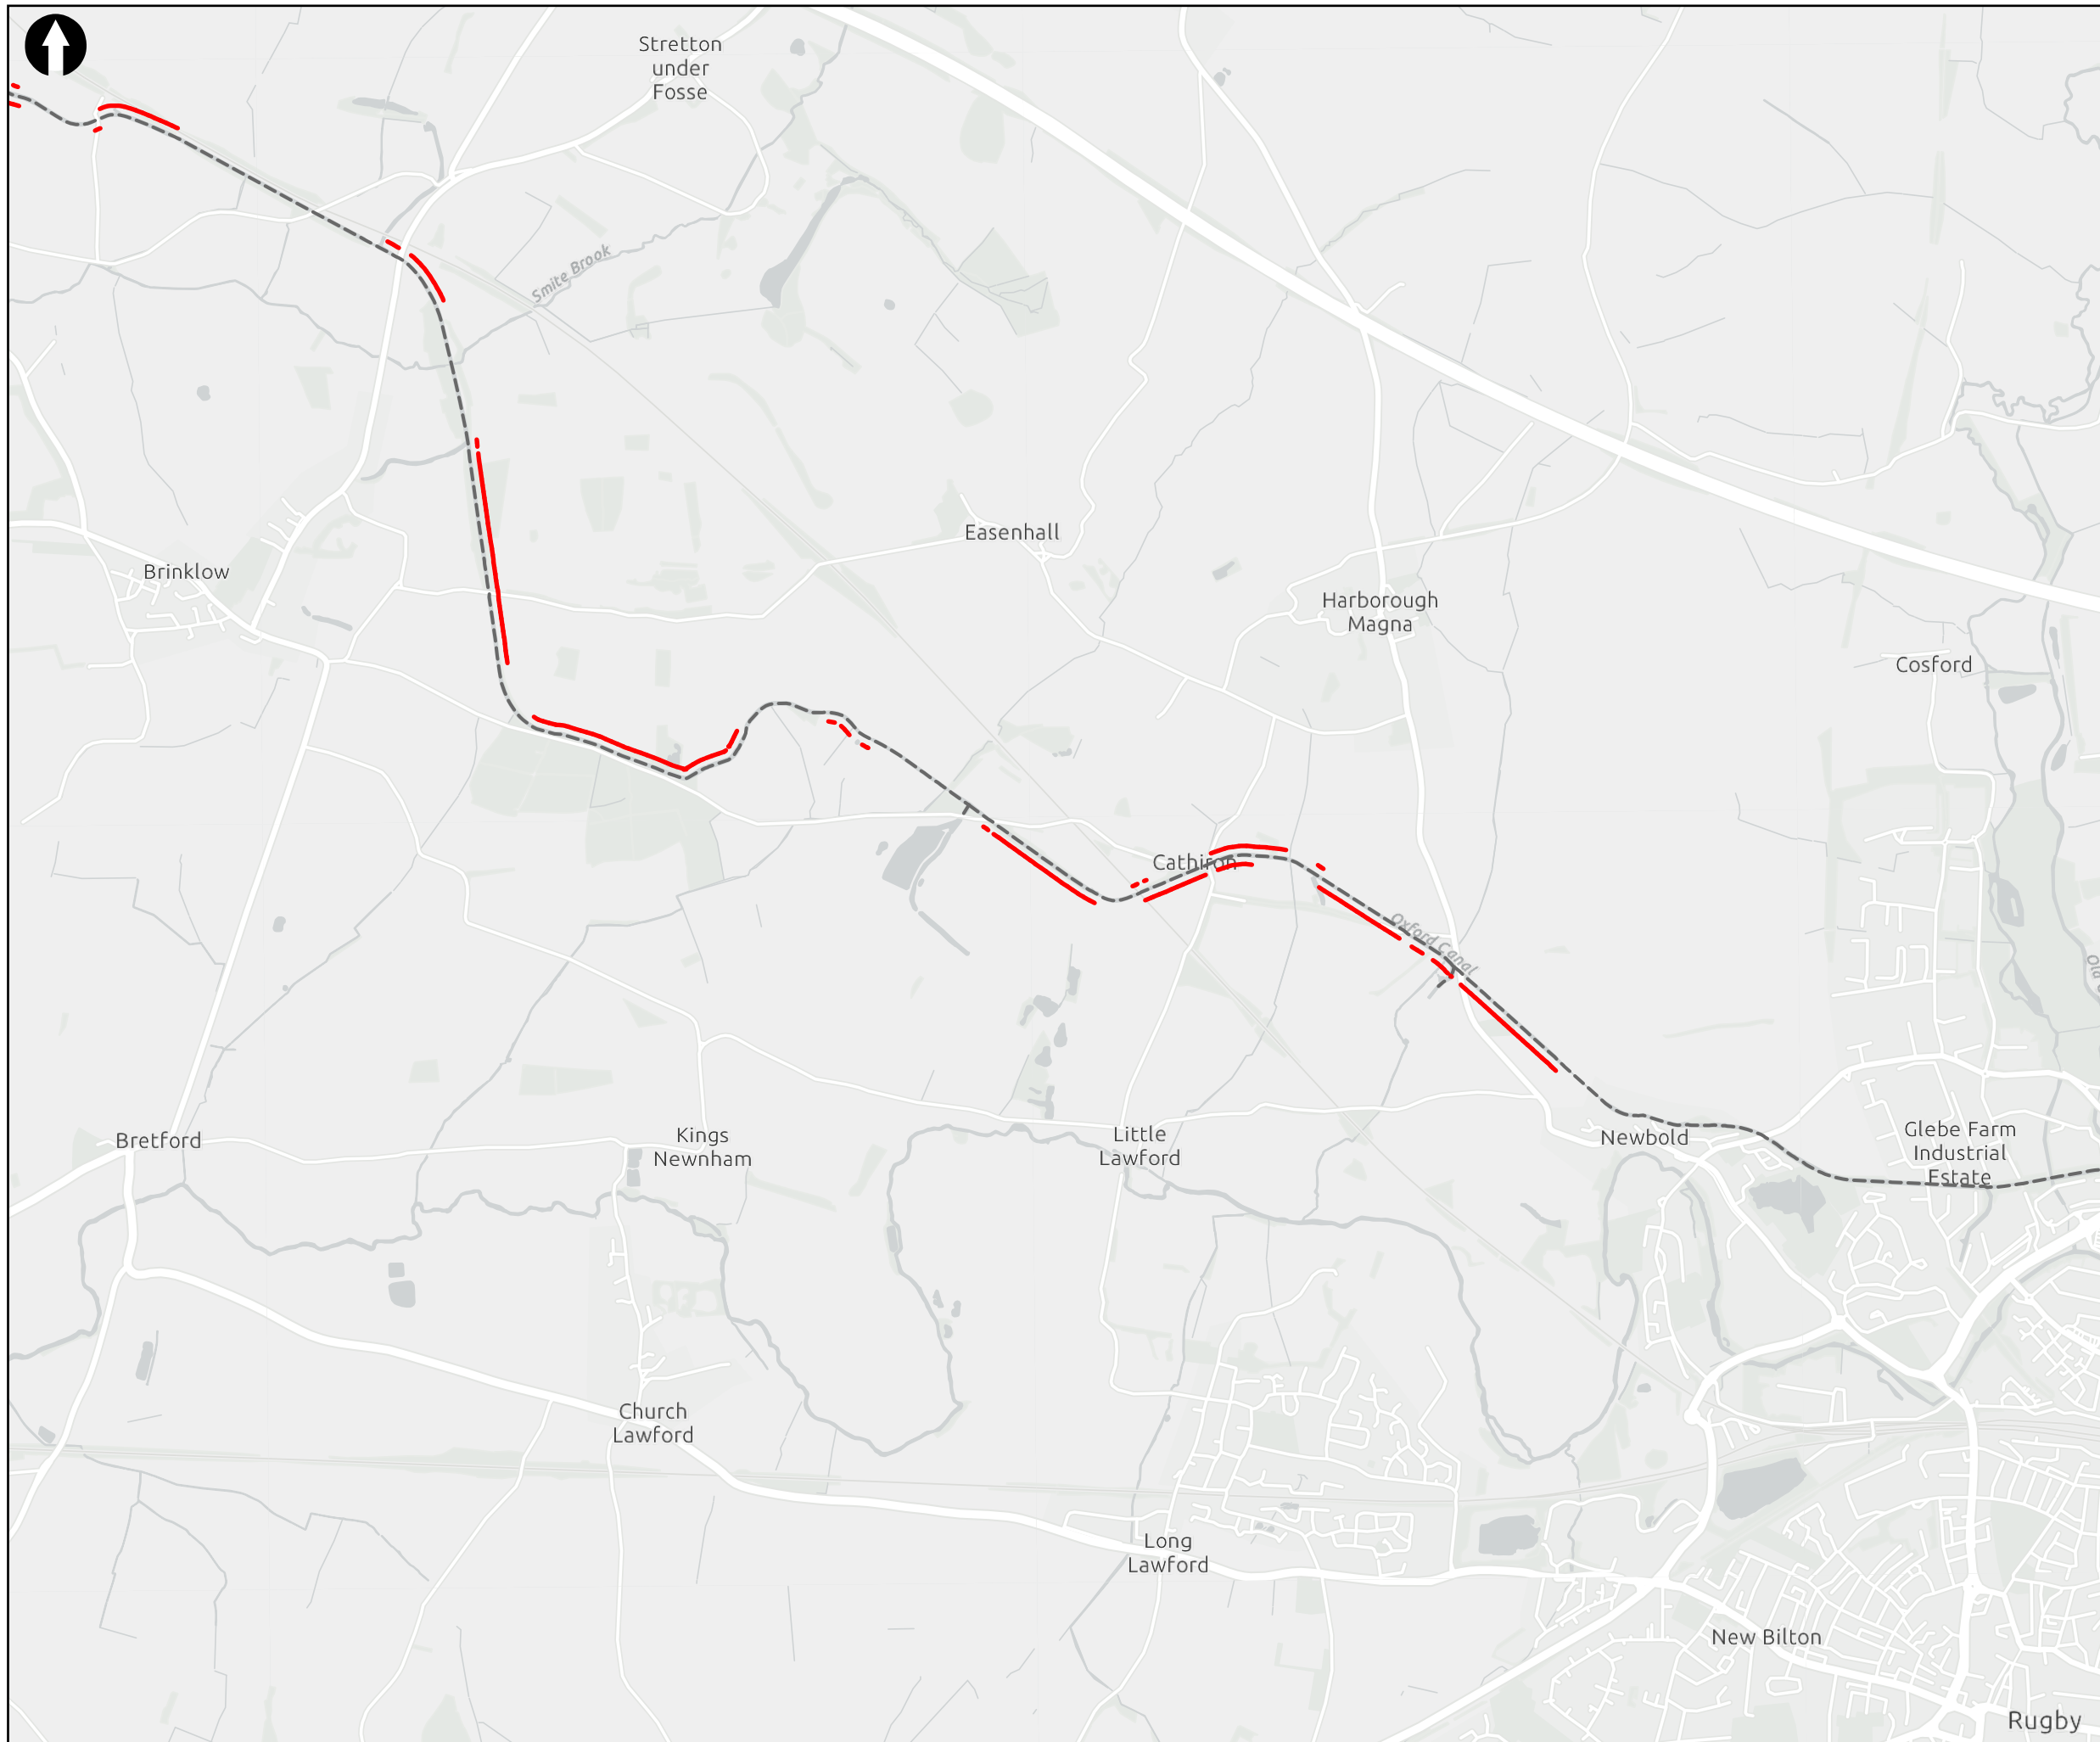 Stretton
under
Fosse
Smite Brook
Easenhall
Brinklow
Harborough
Magna
Cosford
Cathiron
Oxford Canal
Old
Bretford
Kings
Newnham
Little
Lawford
Newbold
Glebe Farm
Industrial
Estate
Church
Lawford
Long
Lawford
New Bilton
Rugby